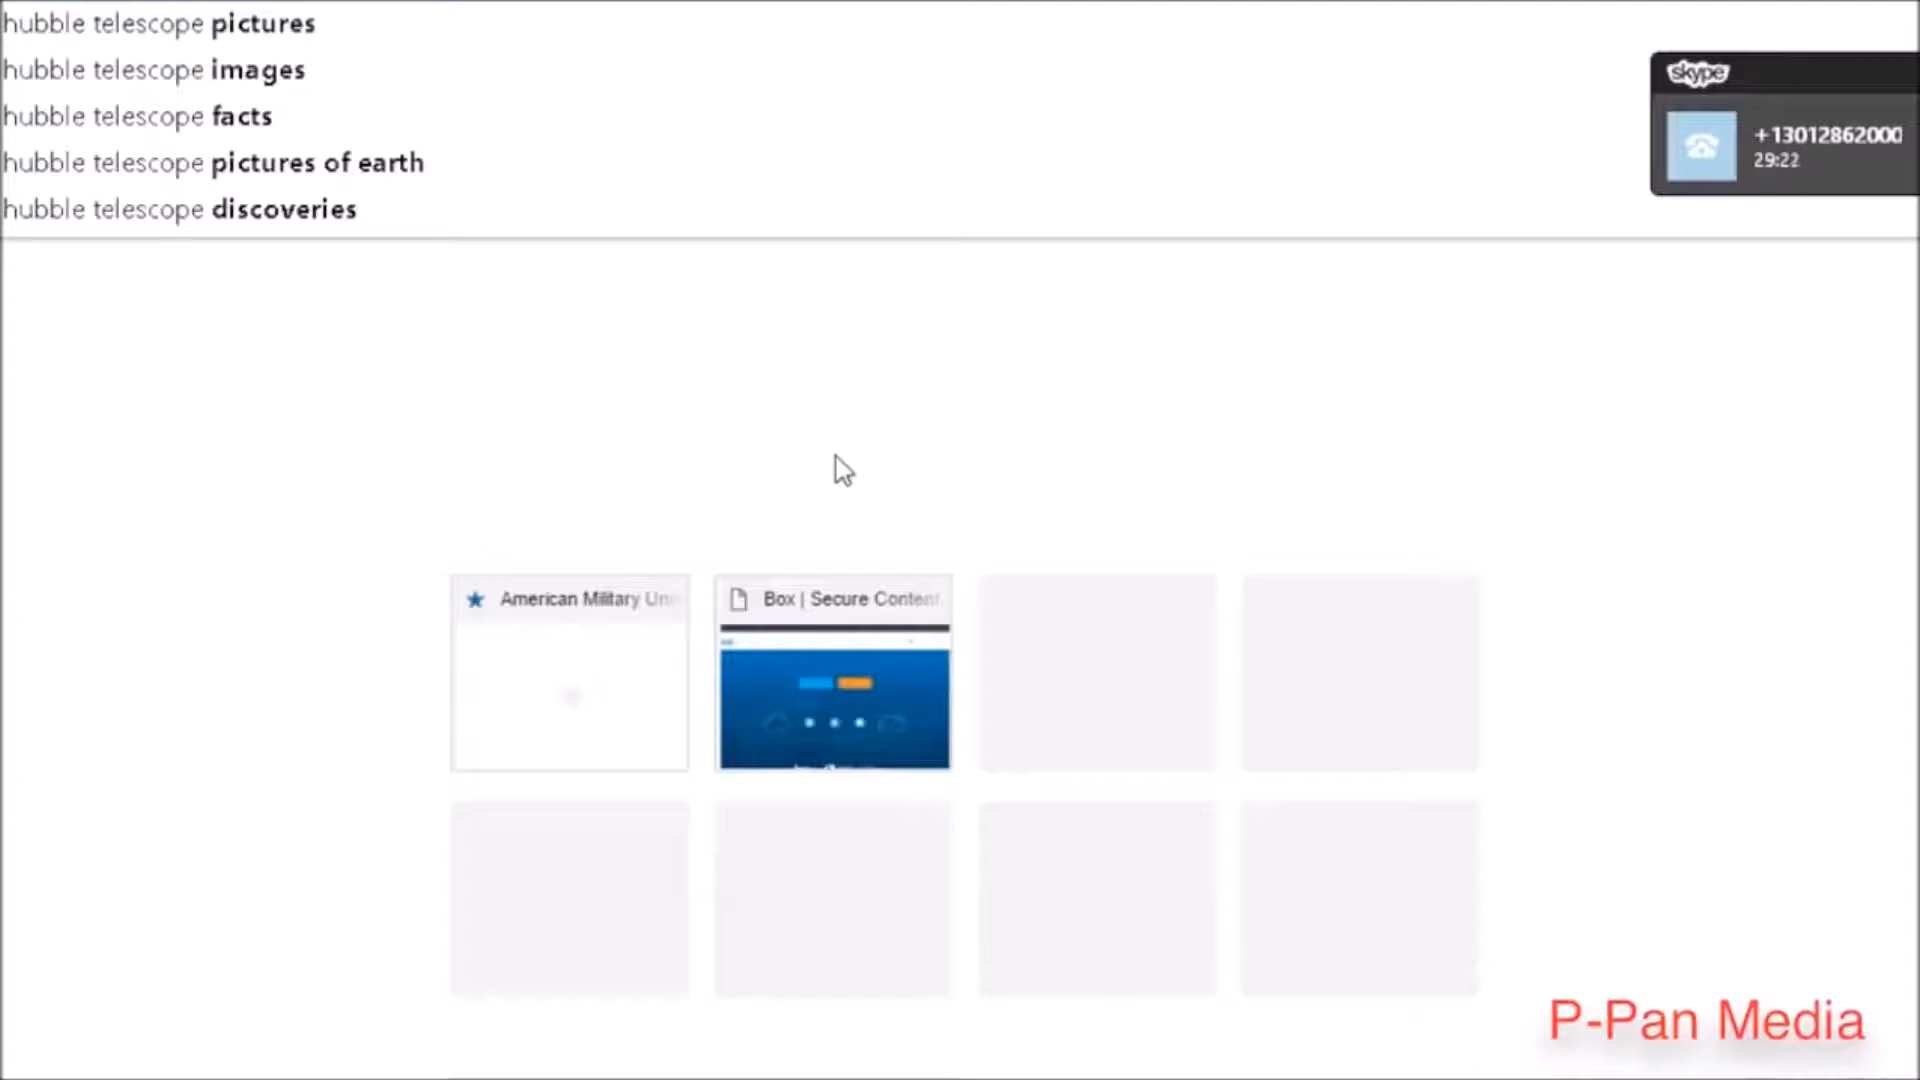 hubble telescope pictures
hubble telescope images
hubble telescope facts
hubble telescope pictures of earth
hubble telescope discoveries
skype
+13012862000
29:22
American Military
Box | Secure Content
P-Pan Media